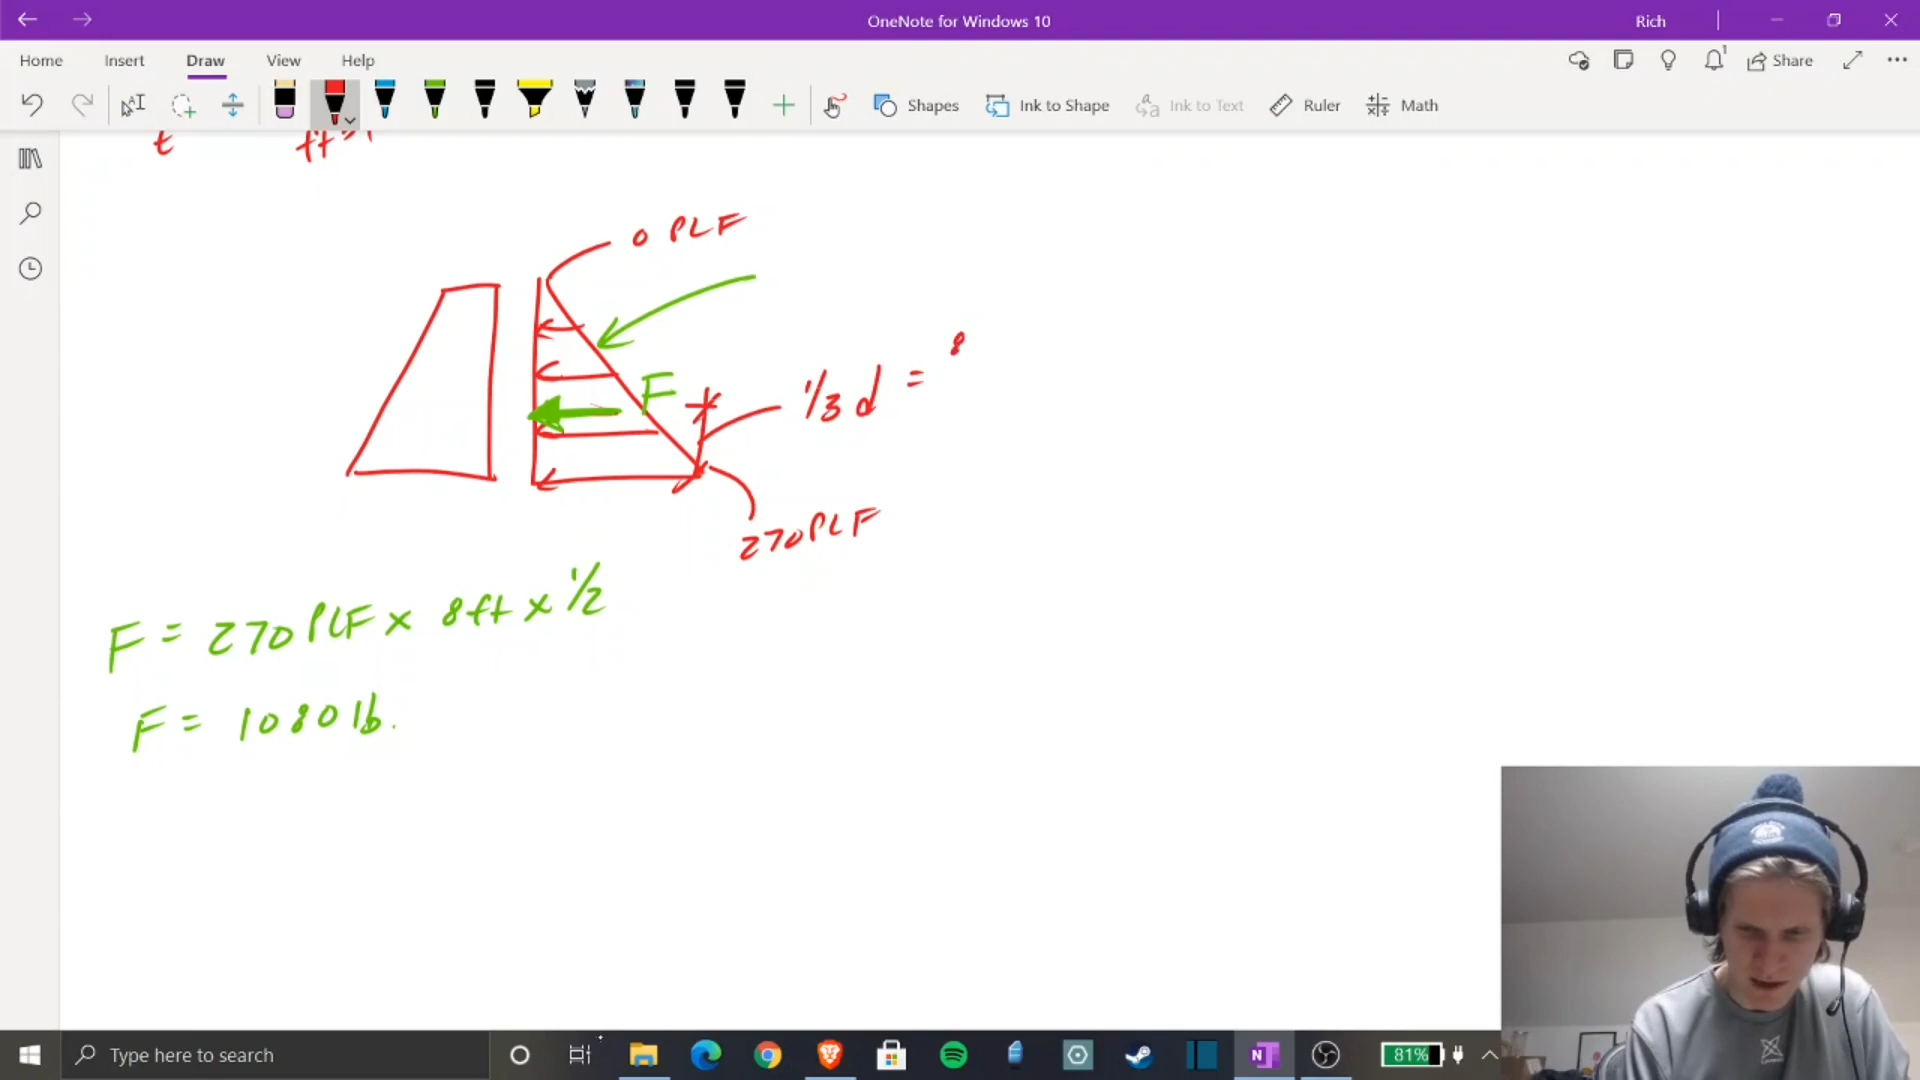 OneNote for Windows 10
Rich
Home Insert Draw View Help
Share
Shapes Ink to Shape Ink to Text Ruler Math
0 PLF
F
1/3 d = 8
270 PLF
F = 270 PLF x 8ft x 1/2
F = 1080 lb.
Type here to search
81%